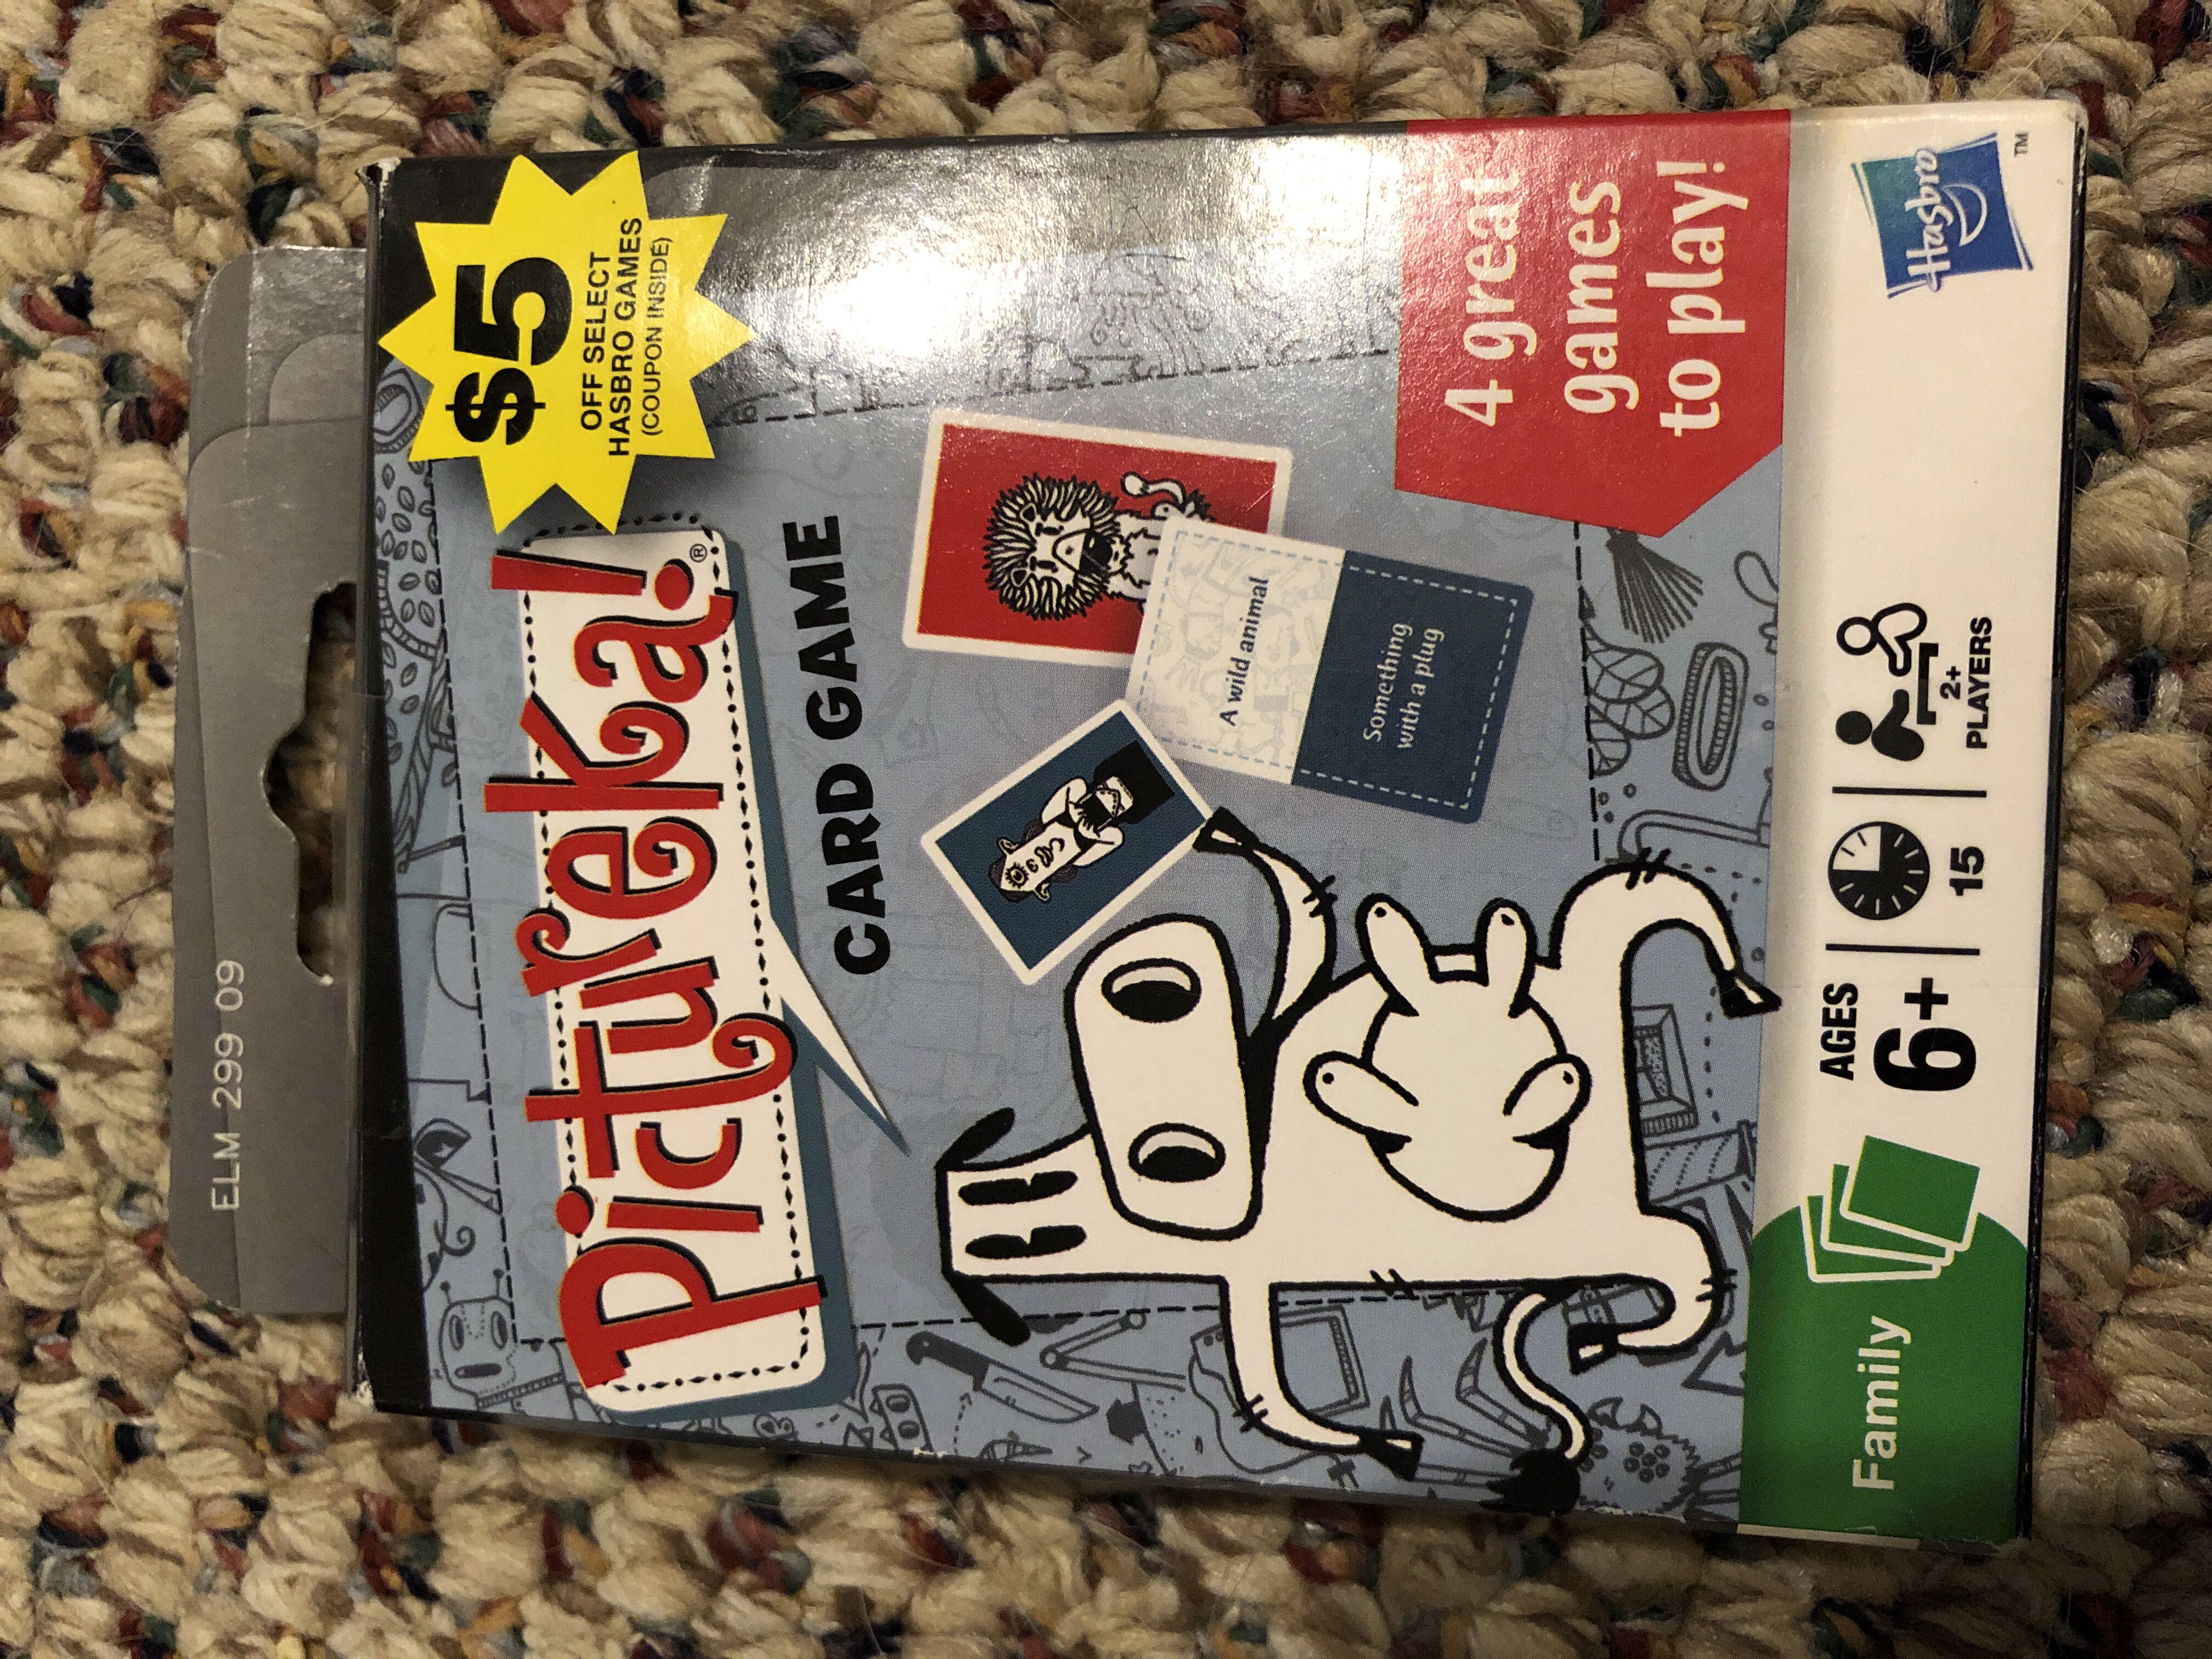 ELM 299 09
$5
OFF SELECT
HASBRO GAMES
(COUPON INSIDE)
Pictureka!®
CARD GAME
A wild animal
Something
with a plug
4 great
games
to play!
Family
AGES
6+
15
2+
PLAYERS
Hasbro
TM